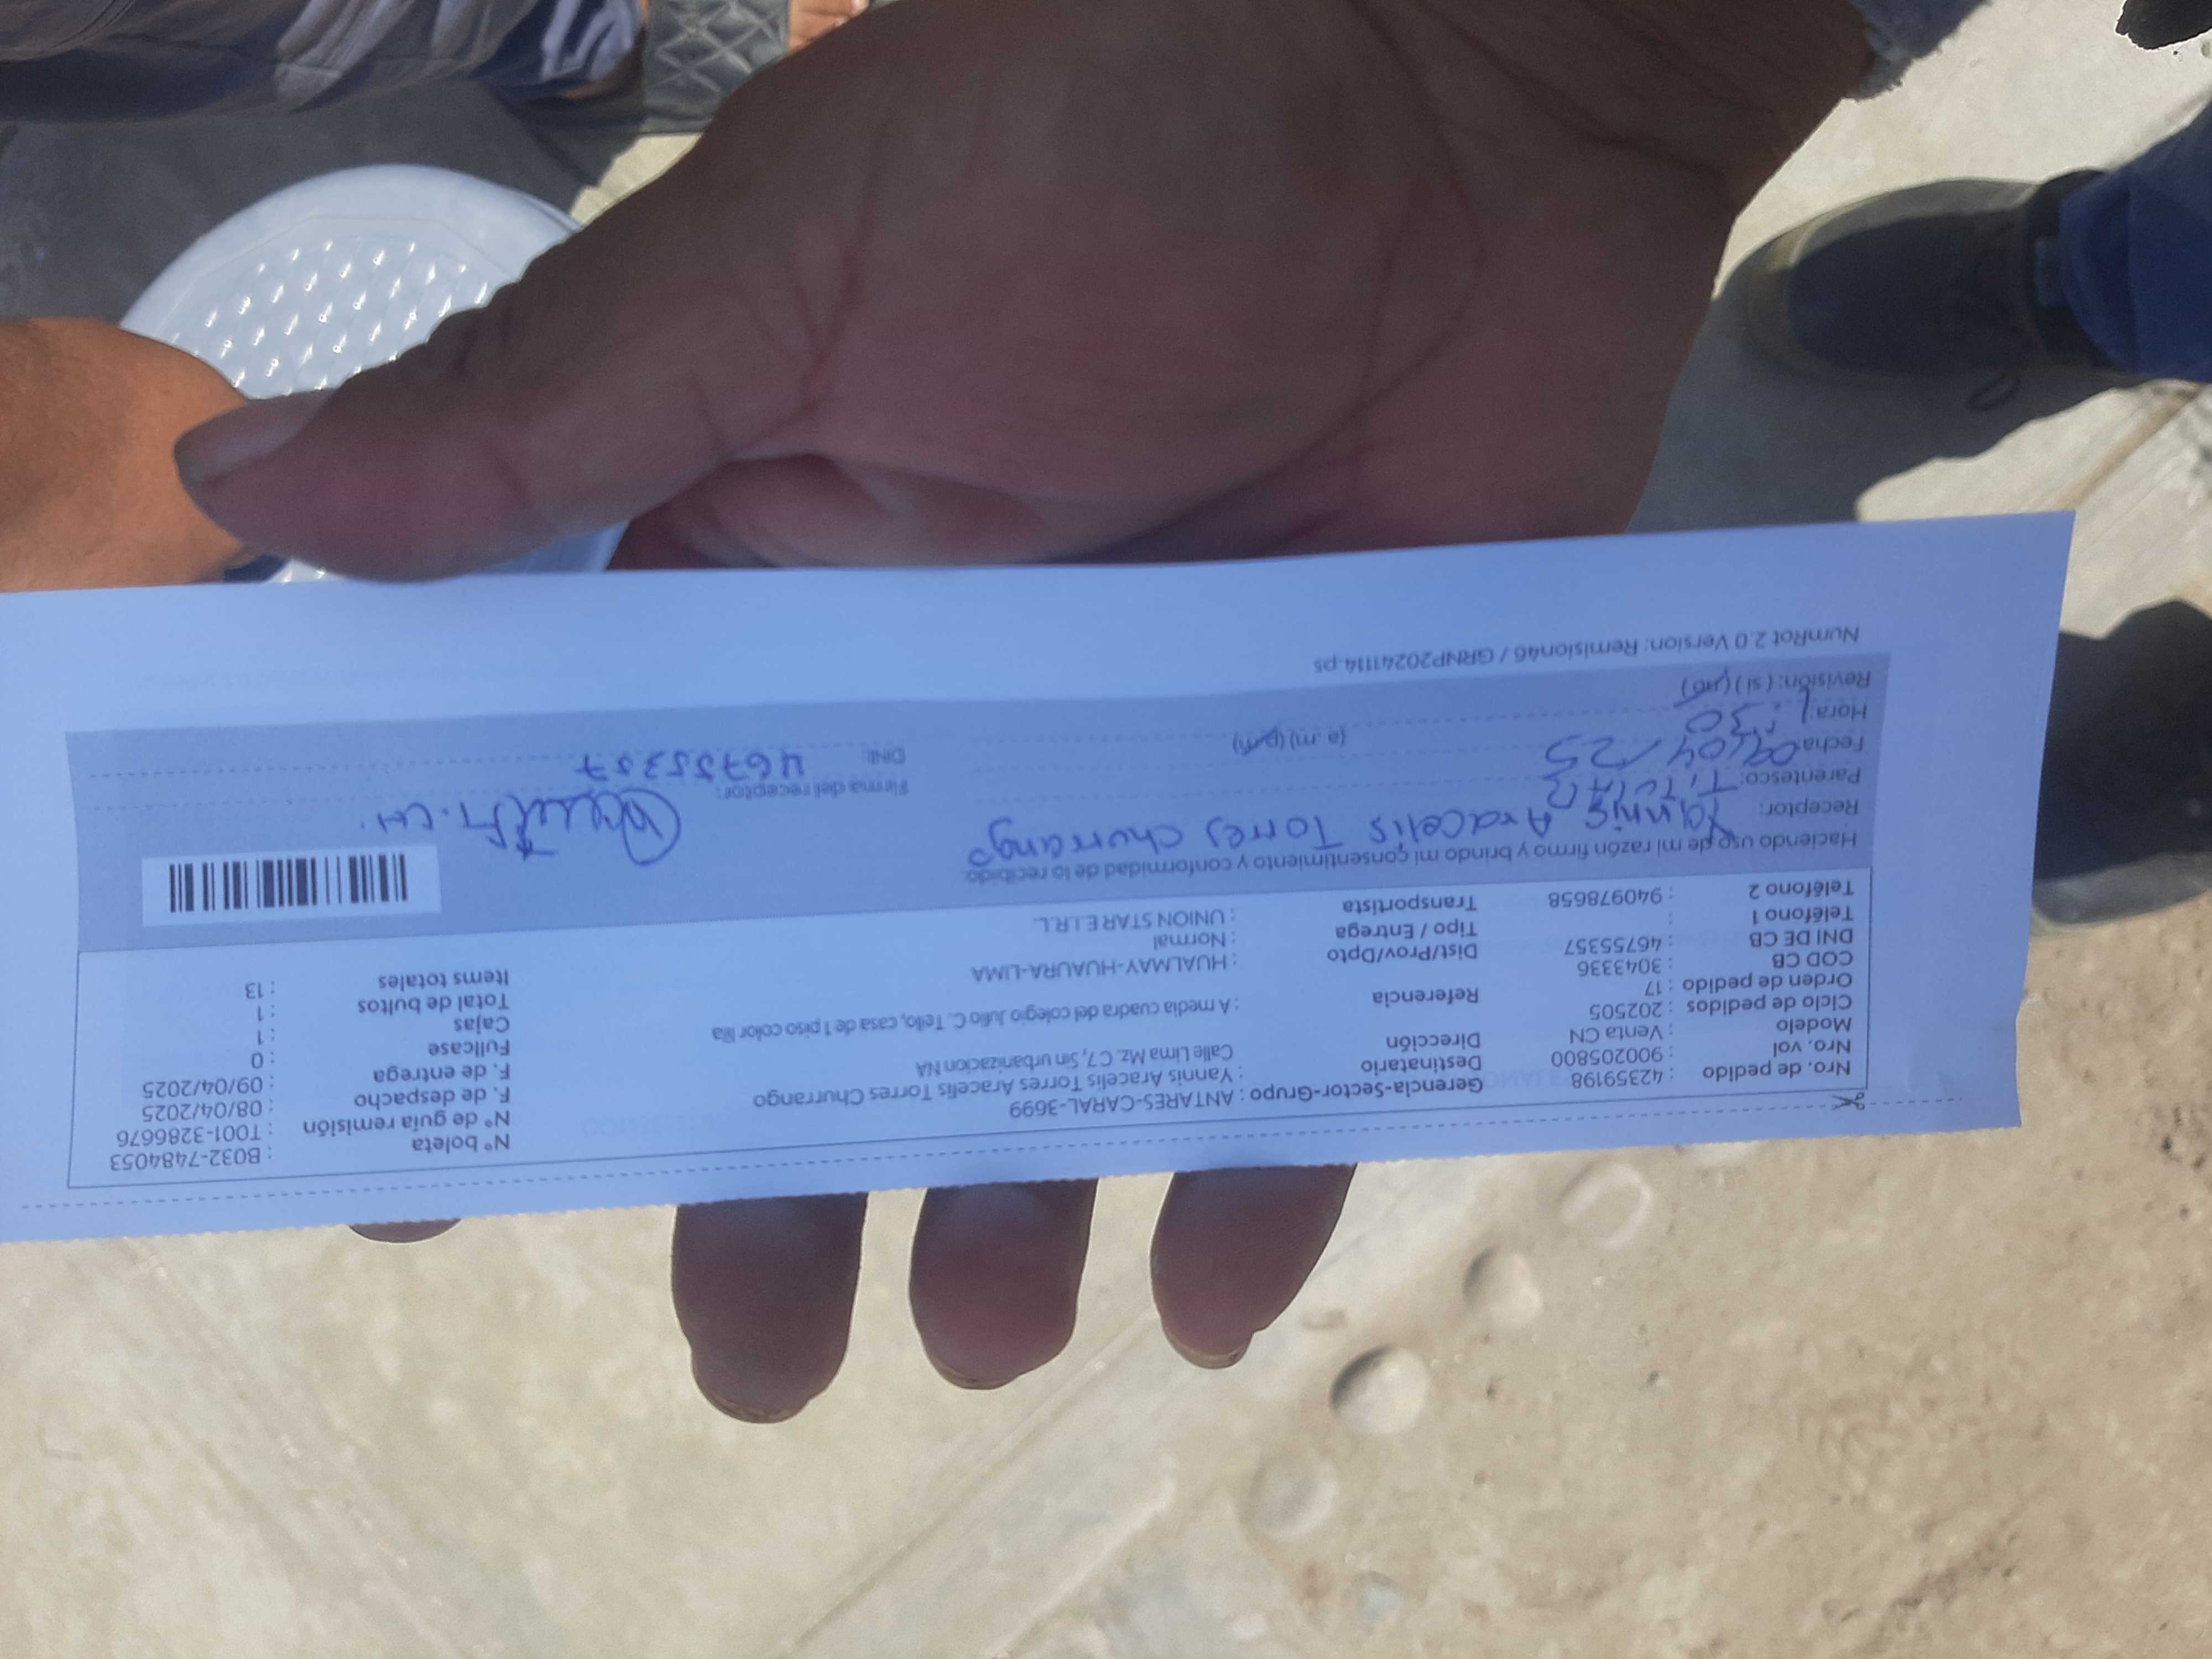 Nro. de pedido : 42359198 Gerencia-Sector-Grupo : ANTARES-CARAL-3699 N° boleta : B032-7484053
Nro. vol : 900205800 Destinatario : Yannis Aracelis Torres Aracelis Torres Churrango N° de guía remisión : T001-3286676
Modelo : Venta CN Dirección Calle Lima Mz. C7, Sin urbanizacion NA F. de despacho : 08/04/2025
Ciclo de pedidos : 202505 F. de entrega : 09/04/2025
Orden de pedido : 17 Referencia : A media cuadra del colegio Julio C. Tello, casa de 1 piso color lila Fullcase : 0
COD CB : 3043336 Cajas : 1
DNI DE CB : 46755357 Dist/Prov/Dpto : HUALMAY-HUAURA-LIMA Total de bultos : 1
Teléfono 1 : Tipo / Entrega : Normal Items totales : 13
Teléfono 2 : 940978658 Transportista : UNION STAR E.I.R.L.
Haciendo uso de mi razón firmo y brindo mi consentimiento y conformidad de lo recibido.
Receptor: Yannis Aracelis Torres Churrango
Parentesco: TiTulAR Firma del receptor:
Fecha: 09/04/25 DNI: 46755357
Hora: 1:30 (a .m) (p.m)
Revisión: ( si ) ( no )
NumRot 2.0 Version: Remision46 / GRNP20241114.ps